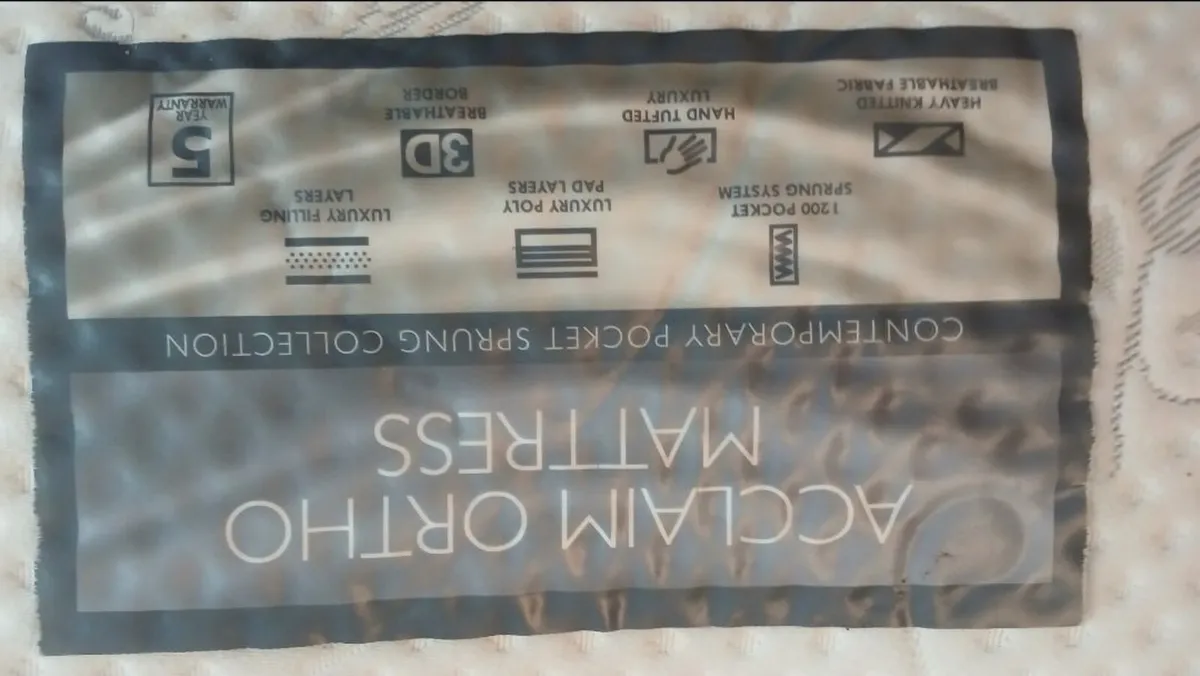 ACCLAIM ORTHO
MATTRESS
CONTEMPORARY POCKET SPRUNG COLLECTION
1200 POCKET
SPRUNG SYSTEM
LUXURY POLY
PAD LAYERS
LUXURY FILLING
LAYERS
HEAVY KNITTED
BREATHABLE FABRIC
HAND TUFTED
LUXURY
3D
BREATHABLE
BORDER
5
YEAR
WARRANTY